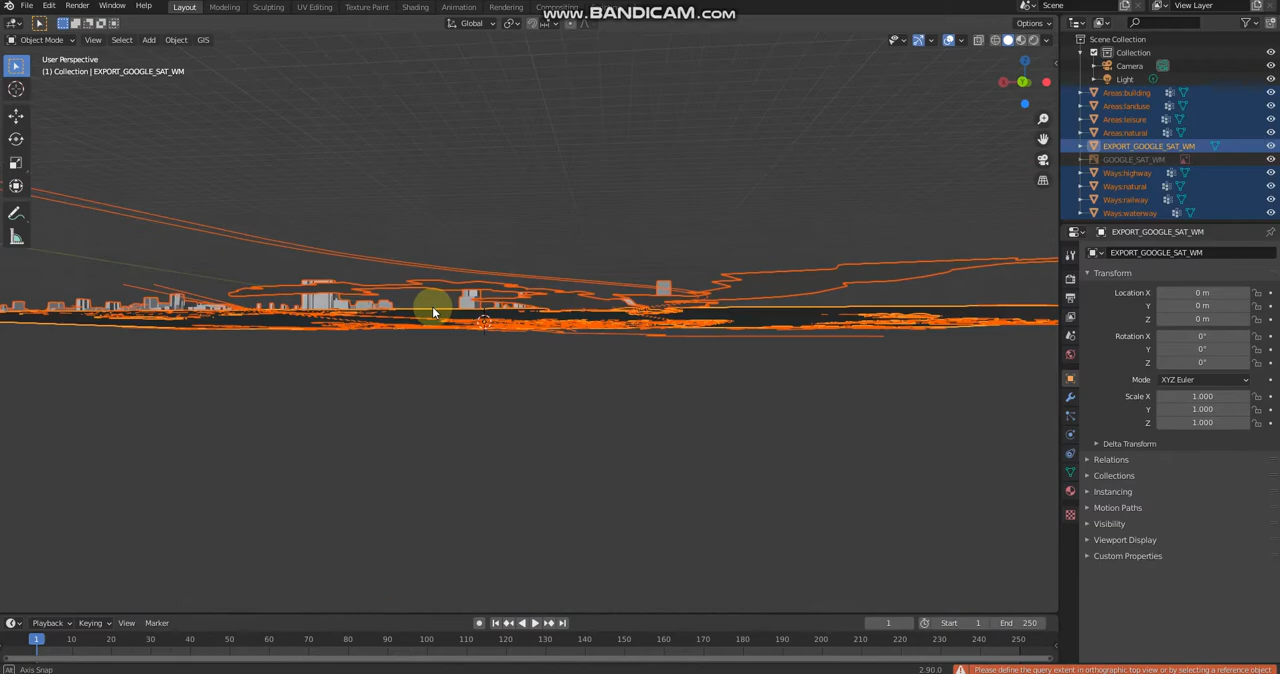 File Edit Render Window Help Layout Modeling Sculpting UV Editing Texture Paint Shading Animation Rendering Compositing
www.BANDICAM.com
Scene
View Layer
Global
Options
Object Mode View Select Add Object GIS
User Perspective
(1) Collection | EXPORT_GOOGLE_SAT_WM
Z
X
Y
Scene Collection
Collection
Camera
Light
Areas:building
Areas:landuse
Areas:leisure
Areas:natural
EXPORT_GOOGLE_SAT_WM
GOOGLE_SAT_WM
Ways:highway
Ways:natural
Ways:railway
Ways:waterway
EXPORT_GOOGLE_SAT_WM
EXPORT_GOOGLE_SAT_WM
Transform
Location X 0 m
Y 0 m
Z 0 m
Rotation X 0°
Y 0°
Z 0°
Mode XYZ Euler
Scale X 1.000
Y 1.000
Z 1.000
Delta Transform
Relations
Collections
Instancing
Motion Paths
Visibility
Viewport Display
Custom Properties
Playback Keying View Marker
1
Start 1
End 250
1 10 20 30 40 50 60 70 80 90 100 110 120 130 140 150 160 170 180 190 200 210 220 230 240 250
Alt Axis Snap
2.90.0
Please define the query extent in orthographic top view or by selecting a reference object